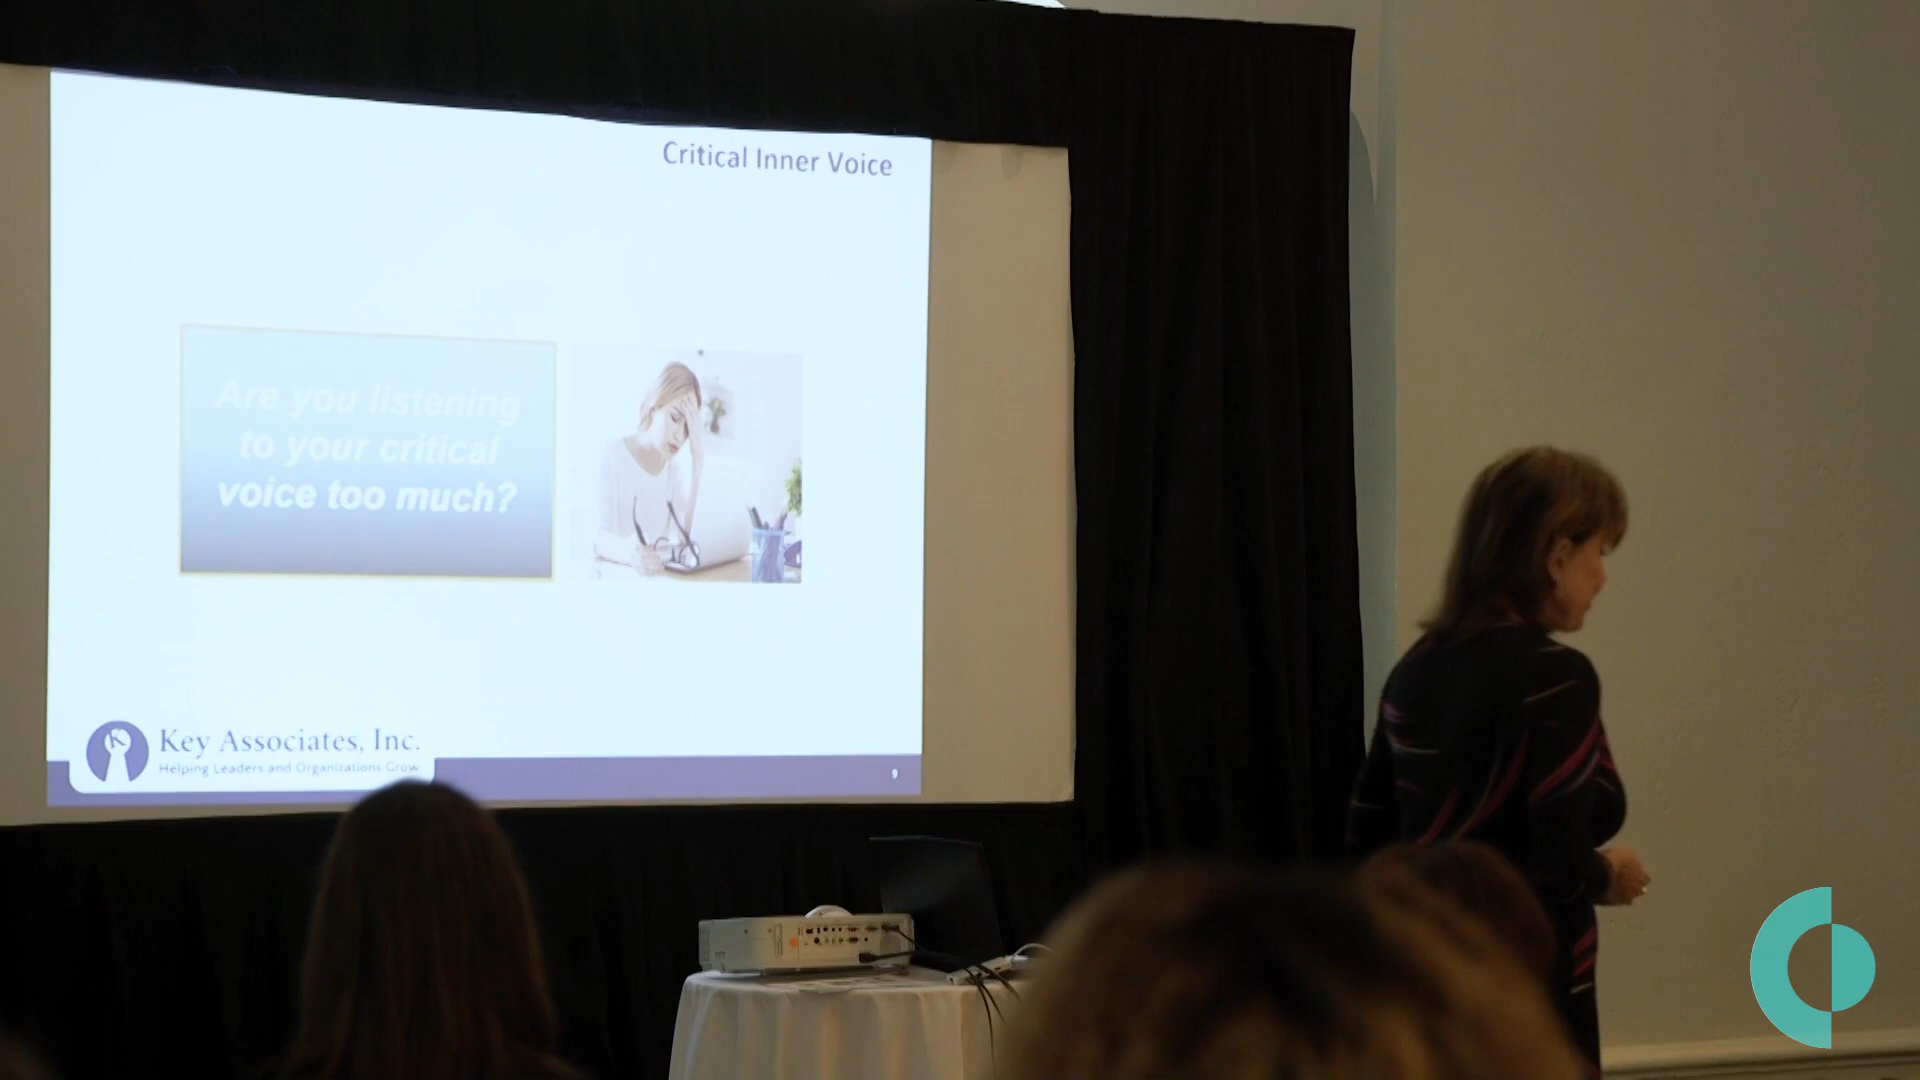 Critical Inner Voice
Are you listening
to your critical
voice too much?
Key Associates, Inc.
Helping Leaders and Organizations Grow
9